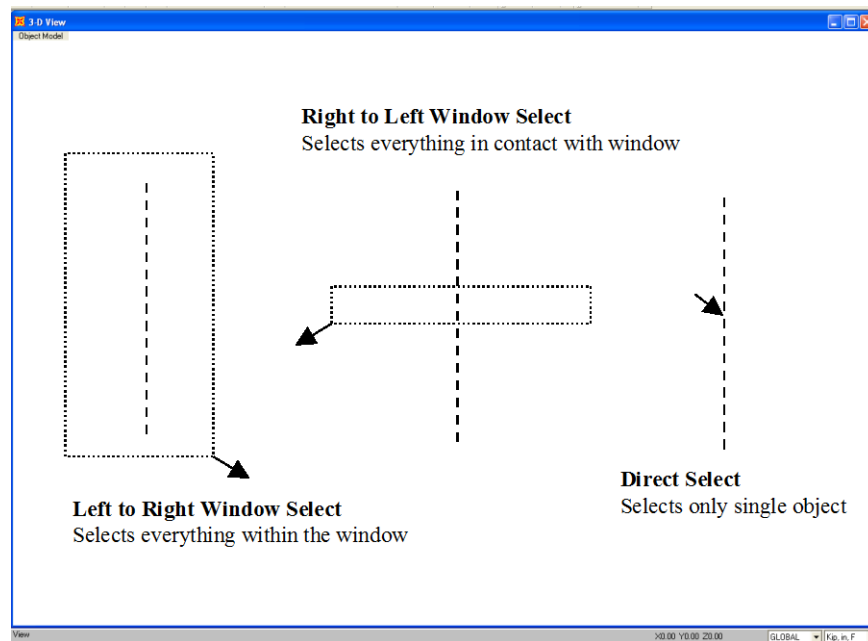 3-D View
Object Model
Right to Left Window Select
Selects everything in contact with window
Direct Select
Selects only single object
Left to Right Window Select
Selects everything within the window
View
X0.00 Y0.00 Z0.00
GLOBAL
Kip, in, F